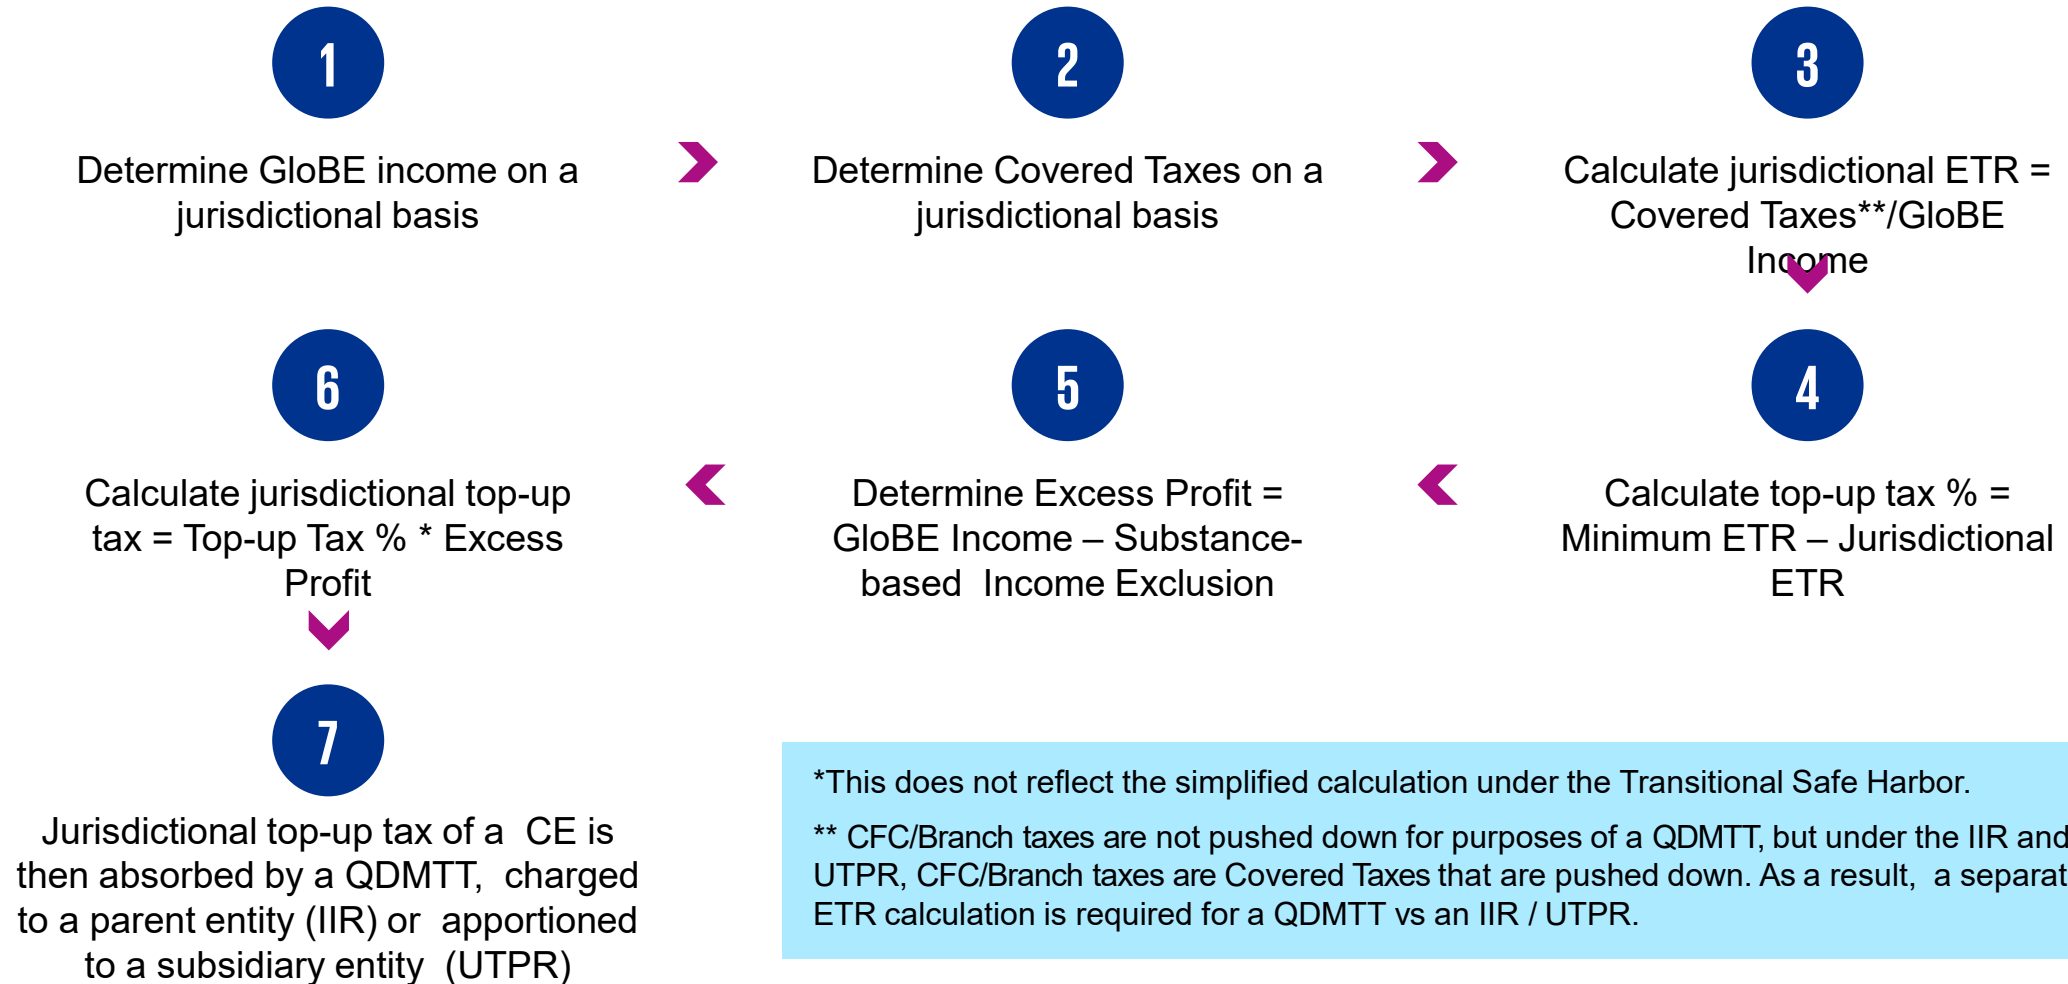 1
Determine GloBE income on a
jurisdictional basis
2
Determine Covered Taxes on a
jurisdictional basis
3
Calculate jurisdictional ETR =
Covered Taxes**/GloBE
Income
4
Calculate top-up tax % =
Minimum ETR – Jurisdictional
ETR
5
Determine Excess Profit =
GloBE Income – Substance-
based Income Exclusion
6
Calculate jurisdictional top-up
tax = Top-up Tax % * Excess
Profit
7
Jurisdictional top-up tax of a CE is
then absorbed by a QDMTT, charged
to a parent entity (IIR) or apportioned
to a subsidiary entity (UTPR)
*This does not reflect the simplified calculation under the Transitional Safe Harbor.
** CFC/Branch taxes are not pushed down for purposes of a QDMTT, but under the IIR and
UTPR, CFC/Branch taxes are Covered Taxes that are pushed down. As a result, a separat
ETR calculation is required for a QDMTT vs an IIR / UTPR.